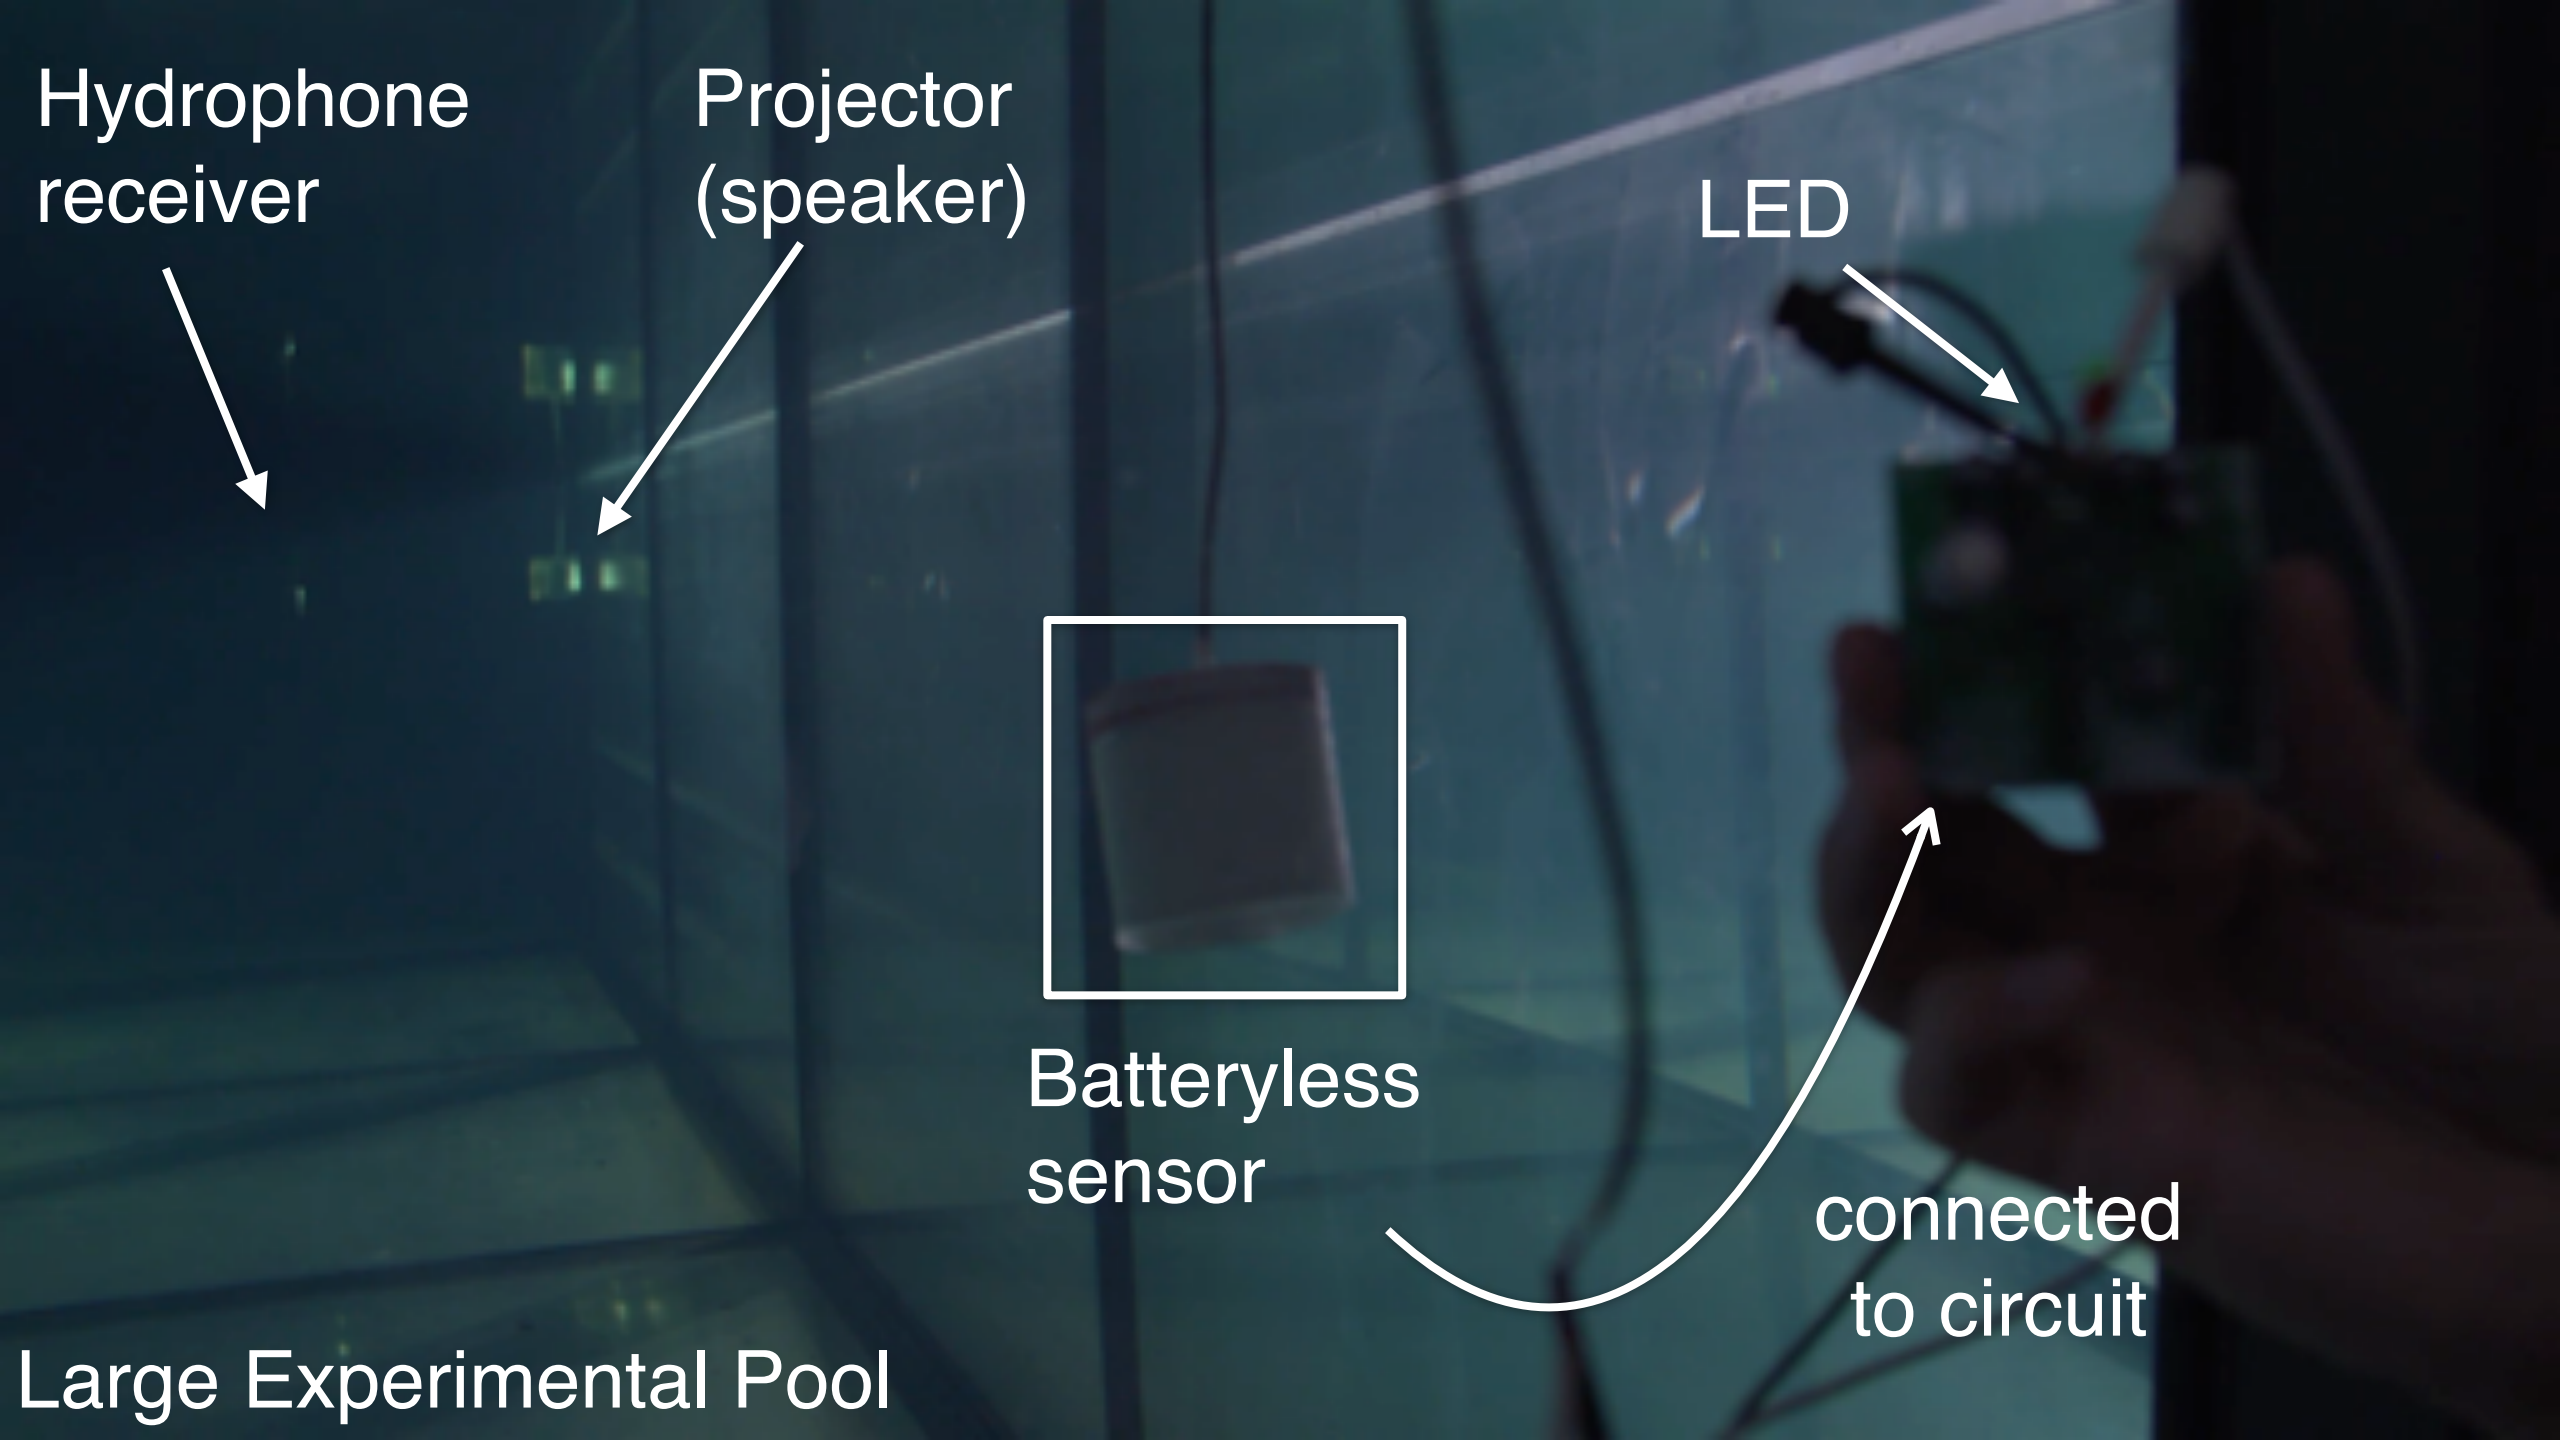 Hydrophone
receiver
Projector
(speaker)
LED
Batteryless
sensor
connected
to circuit
Large Experimental Pool